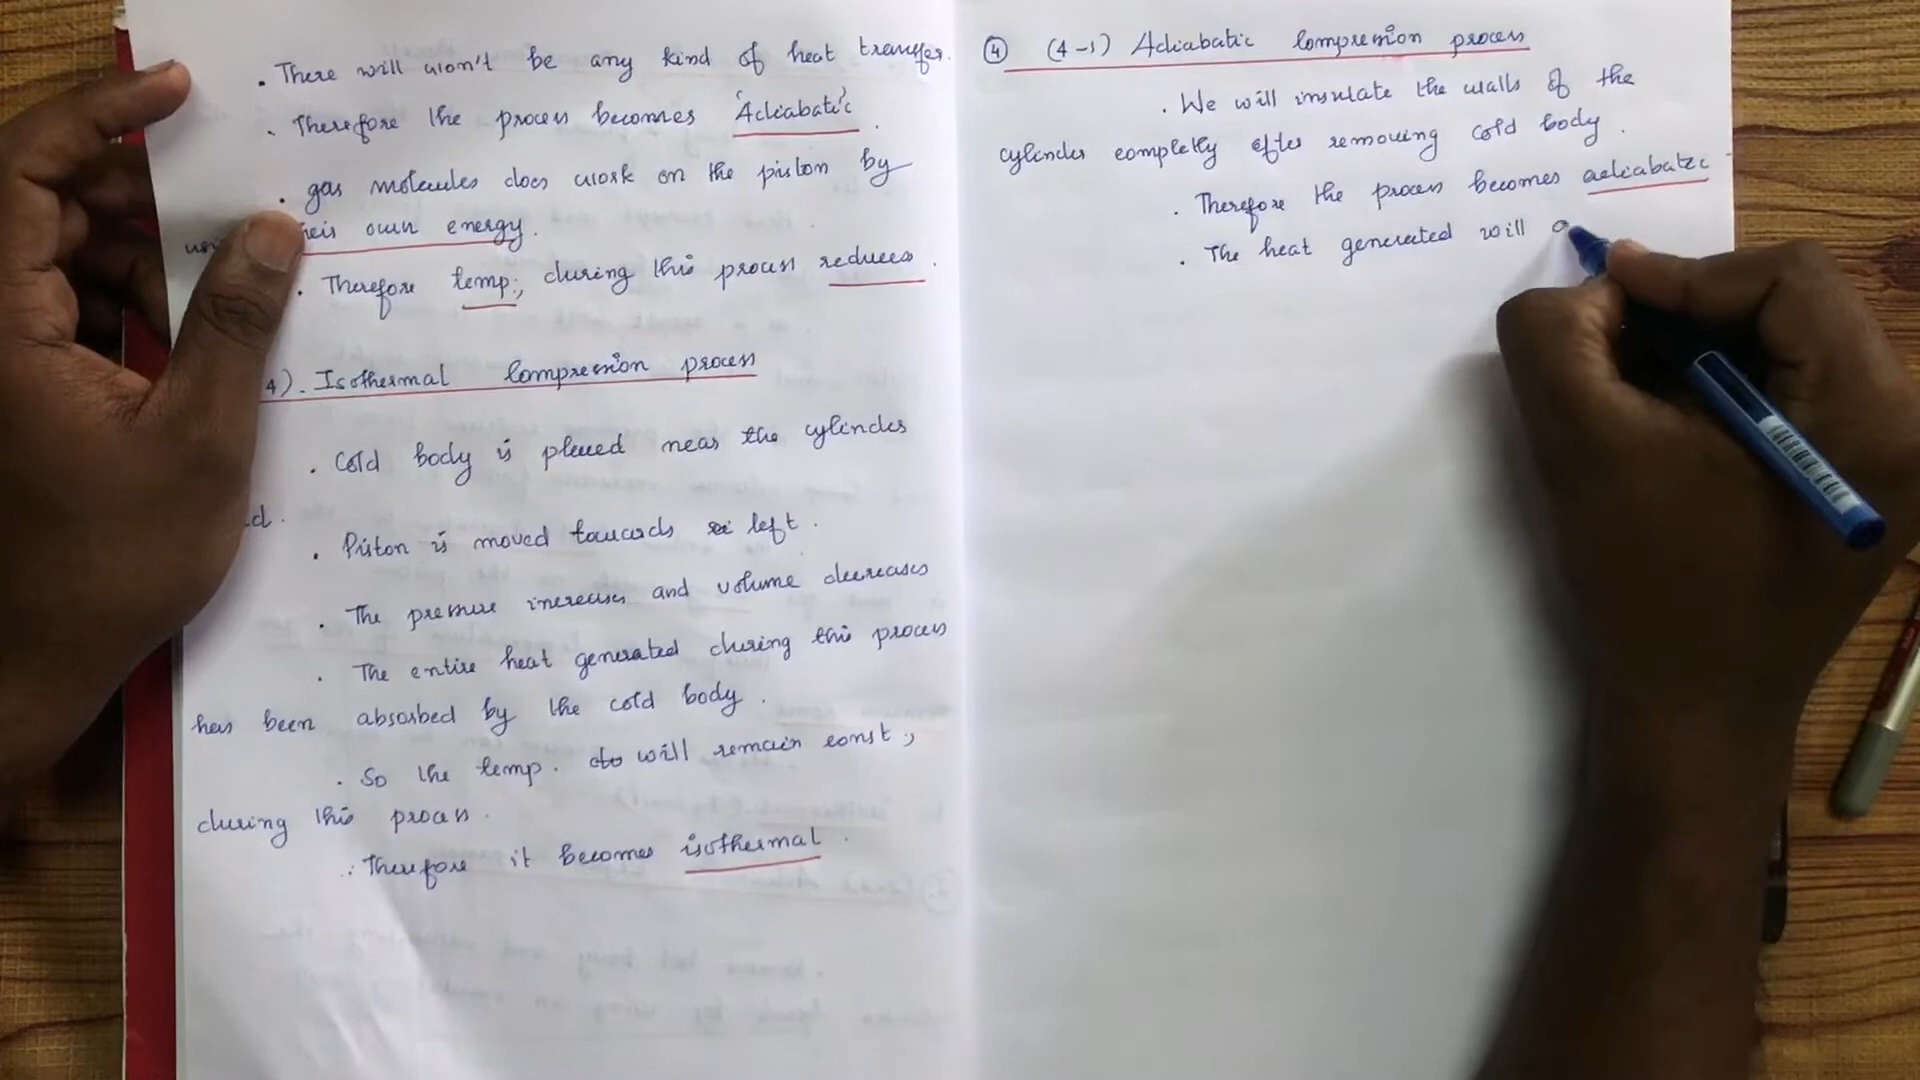 . There will won't be any kind of heat transfer.
. Therefore the process becomes 'Adiabatic'.
. gas molecules does work on the piston by
own energy.
. Therefore temp:, during this process reduces.
4). Isothermal Compression process
. Cold body is placed near the cylinder
. Piston is moved towards left.
. The pressure increases and volume decreases
. The entire heat generated during this process
has been absorbed by the cold body.
. So the temp. will remain const;
during this process.
∴ Therefore it becomes isothermal.
④ (4-1) Adiabatic Compression process
. We will insulate the walls of the
cylinder completly after removing cold body.
. Therefore the process becomes adiabatic
. The heat generated will